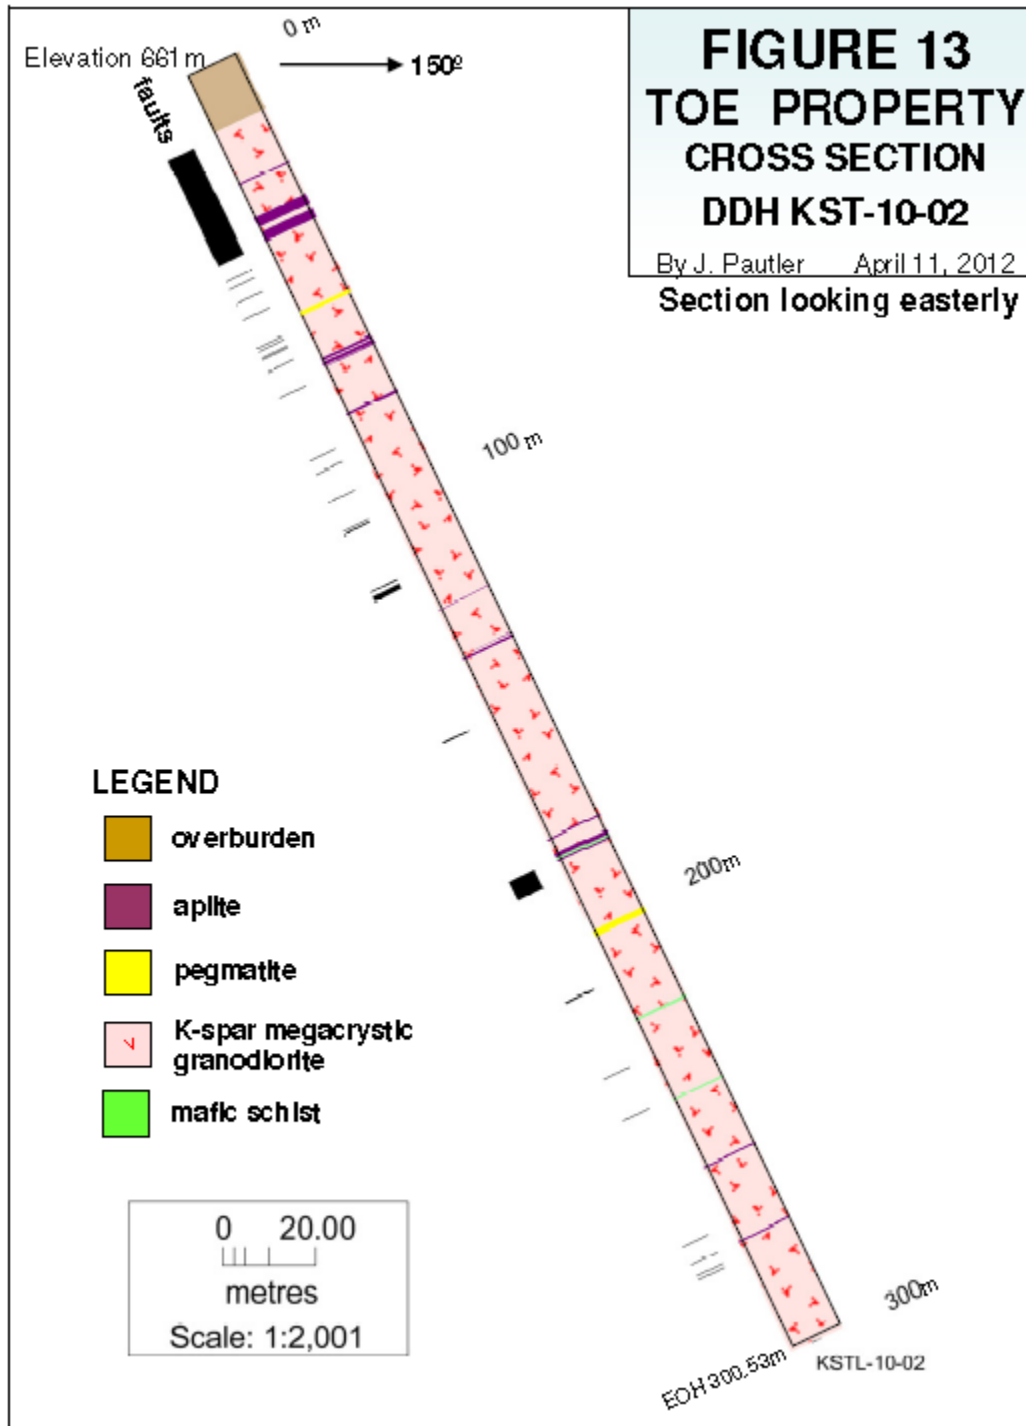 0 m
Elevation 661 m
150º
faults
FIGURE 13
TOE PROPERTY
CROSS SECTION
DDH KST-10-02
By J. Pautler April 11, 2012
Section looking easterly
100 m
LEGEND
overburden
aplite
pegmatite
K-spar megacrystic
granodiorite
mafic schist
200m
0 20.00
metres
Scale: 1:2,001
300m
EOH 300.53m
KSTL-10-02